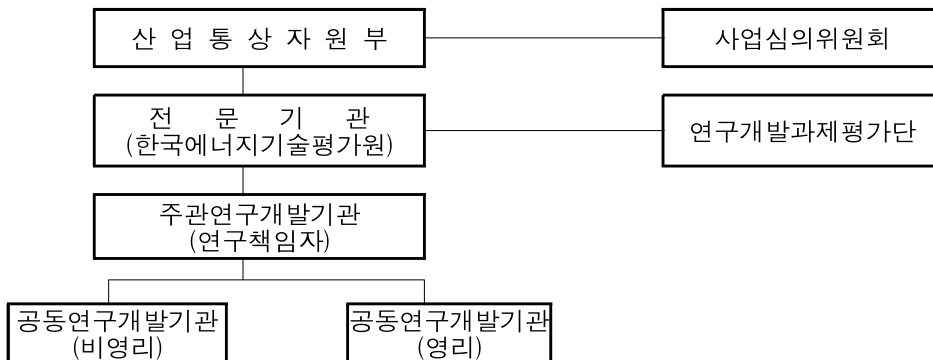 산 업 통 상 자 원 부
사업심의위원회
전 문 기 관
(한국에너지기술평가원)
연구개발과제평가단
주관연구개발기관
(연구책임자)
공동연구개발기관
(비영리)
공동연구개발기관
(영리)